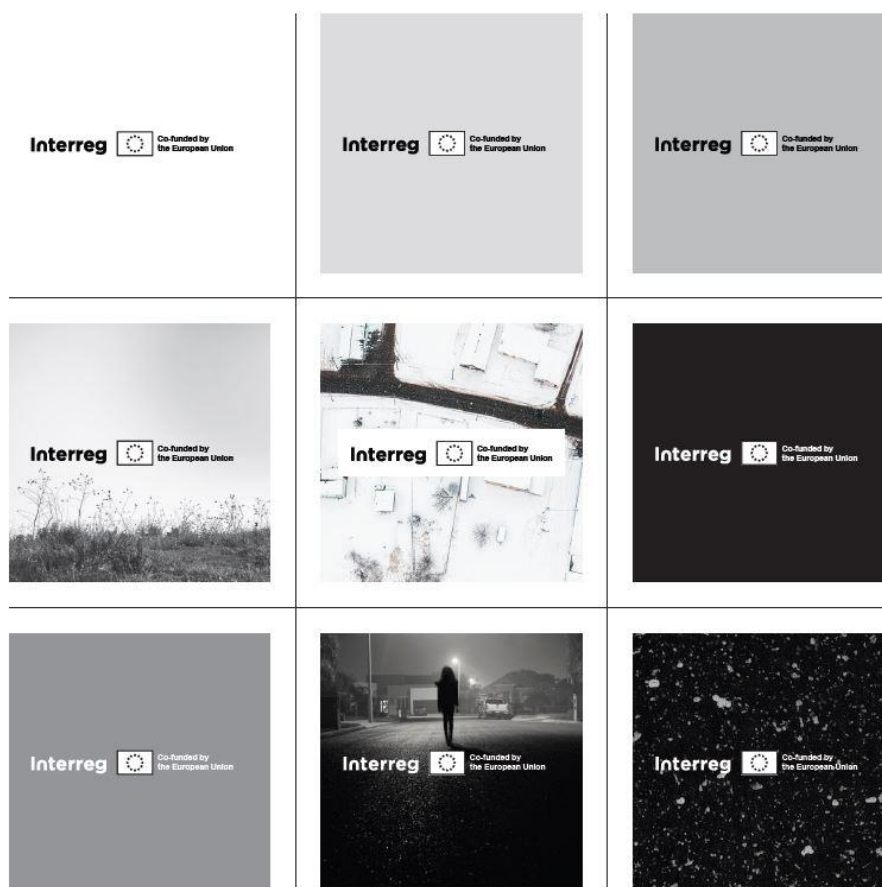 Interreg
Co-funded by
the European Union
Interreg
Co-funded by
the European Union
Interreg
Co-funded by
the European Union
Interreg
Co-funded by
the European Union
Interreg
Co-funded by
the European Union
Interreg
Co-funded by
the European Union
Interreg
Co-funded by
the European Union
Interreg
Co-funded by
the European Union
Interreg
Co-funded by
the European Union